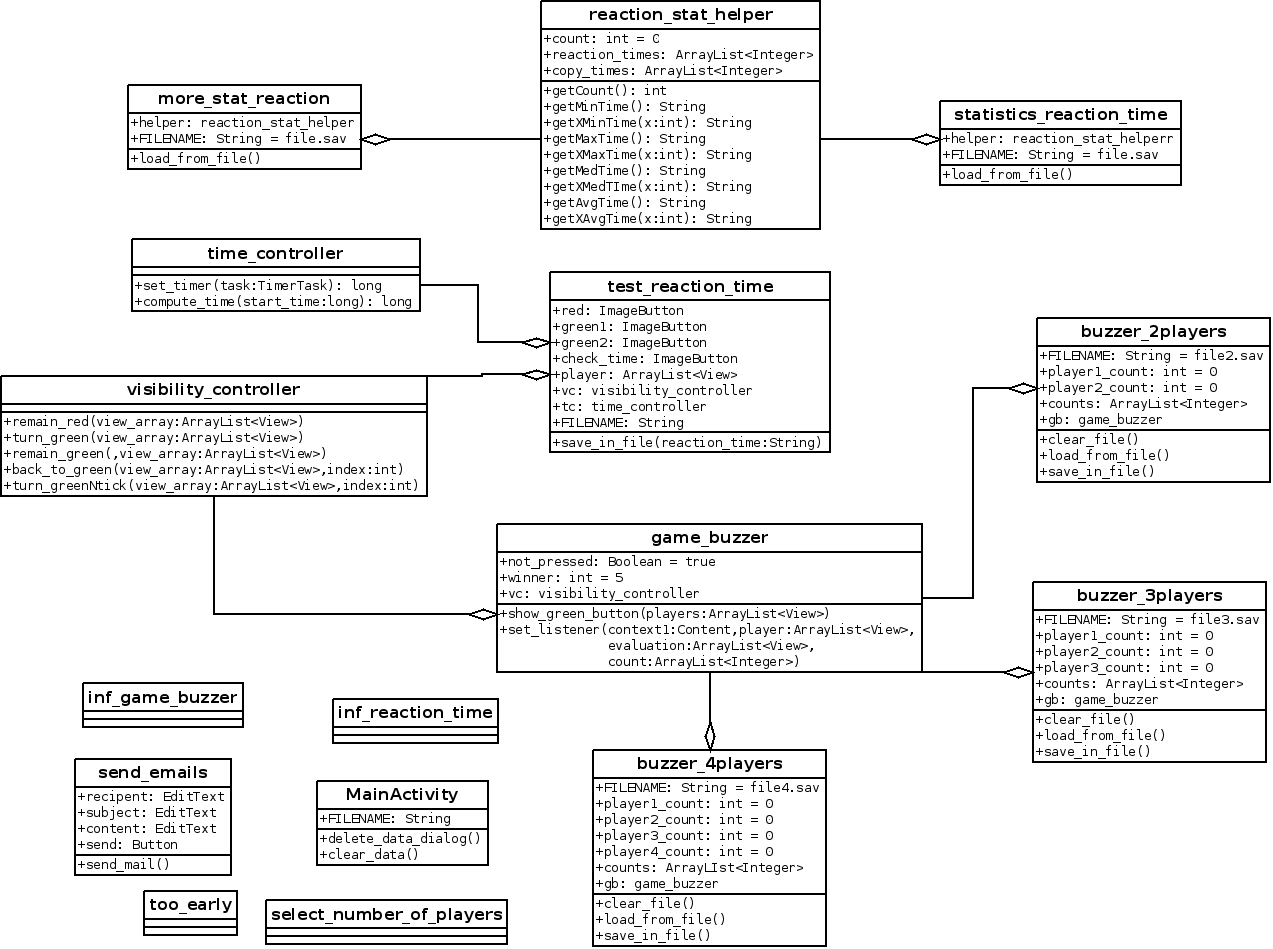 reaction_stat_helper
+count: int = 0
+reaction_times: ArrayList<Integer>
+copy_times: ArrayList<Integer>
+getCount(): int
+getMinTime(): String
+getXMinTime(x:int): String
+getMaxTime(): String
+getXMaxTime(x:int): String
+getMedTime(): String
+getXMedTIme(x:int): String
+getAvgTime(): String
+getXAvgTime(x:int): String
more_stat_reaction
+helper: reaction_stat_helper
+FILENAME: String = file.sav
+load_from_file()
statistics_reaction_time
+helper: reaction_stat_helperr
+FILENAME: String = file.sav
+load_from_file()
time_controller
+set_timer(task:TimerTask): long
+compute_time(start_time:long): long
test_reaction_time
+red: ImageButton
+green1: ImageButton
+green2: ImageButton
+check_time: ImageButton
+player: ArrayList<View>
+vc: visibility_controller
+tc: time_controller
+FILENAME: String
+save_in_file(reaction_time:String)
visibility_controller
+remain_red(view_array:ArrayList<View>)
+turn_green(view_array:ArrayList<View>)
+remain_green(,view_array:ArrayList<View>)
+back_to_green(view_array:ArrayList<View>,index:int)
+turn_greenNtick(view_array:ArrayList<View>,index:int)
buzzer_2players
+FILENAME: String = file2.sav
+player1_count: int = 0
+player2_count: int = 0
+counts: ArrayList<Integer>
+gb: game_buzzer
+clear_file()
+load_from_file()
+save_in_file()
game_buzzer
+not_pressed: Boolean = true
+winner: int = 5
+vc: visibility_controller
+show_green_button(players:ArrayList<View>)
+set_listener(context1:Content,player:ArrayList<View>,
evaluation:ArrayList<View>,
count:ArrayList<Integer>)
buzzer_3players
+FILENAME: String = file3.sav
+player1_count: int = 0
+player2_count: int = 0
+player3_count: int = 0
+counts: ArrayList<Integer>
+gb: game_buzzer
+clear_file()
+load_from_file()
+save_in_file()
inf_game_buzzer
inf_reaction_time
send_emails
+recipent: EditText
+subject: EditText
+content: EditText
+send: Button
+send_mail()
MainActivity
+FILENAME: String
+delete_data_dialog()
+clear_data()
buzzer_4players
+FILENAME: String = file4.sav
+player1_count: int = 0
+player2_count: int = 0
+player3_count: int = 0
+player4_count: int = 0
+counts: ArrayLIst<Integer>
+gb: game_buzzer
+clear_file()
+load_from_file()
+save_in_file()
too_early
select_number_of_players